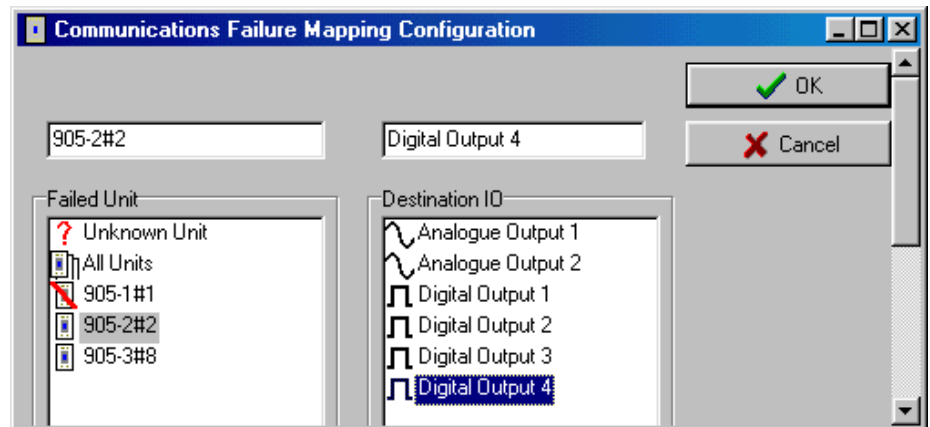 Communications Failure Mapping Configuration
OK
905-2#2
Digital Output 4
Cancel
Failed Unit
? Unknown Unit
All Units
905-1#1
905-2#2
905-3#8
Destination IO
Analogue Output 1
Analogue Output 2
Digital Output 1
Digital Output 2
Digital Output 3
Digital Output 4